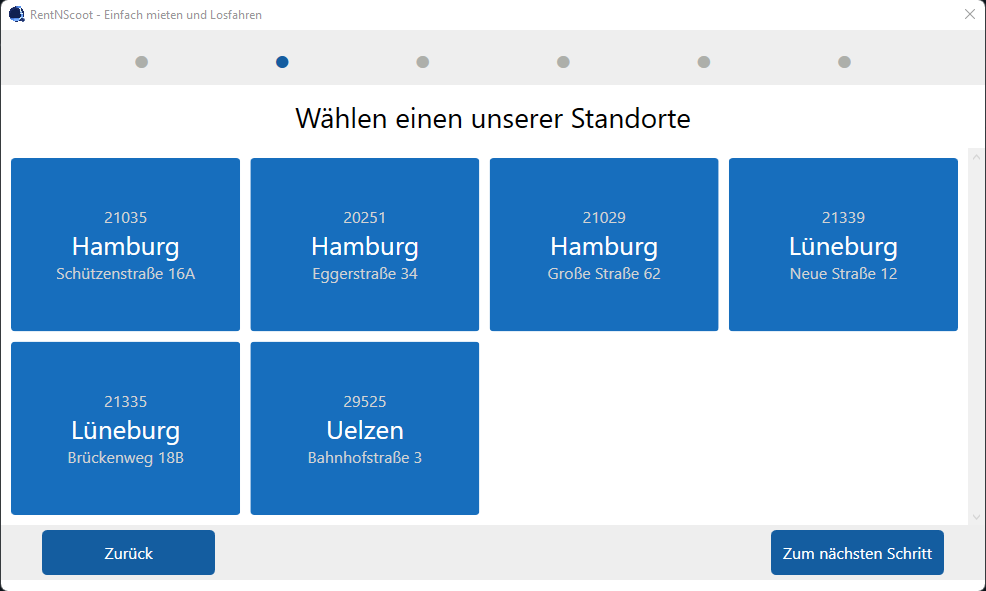 RentNScoot - Einfach mieten und Losfahren
Wählen einen unserer Standorte
21035
Hamburg
Schützenstraße 16A
20251
Hamburg
Eggerstraße 34
21029
Hamburg
Große Straße 62
21339
Lüneburg
Neue Straße 12
21335
Lüneburg
Brückenweg 18B
29525
Uelzen
Bahnhofstraße 3
Zurück
Zum nächsten Schritt